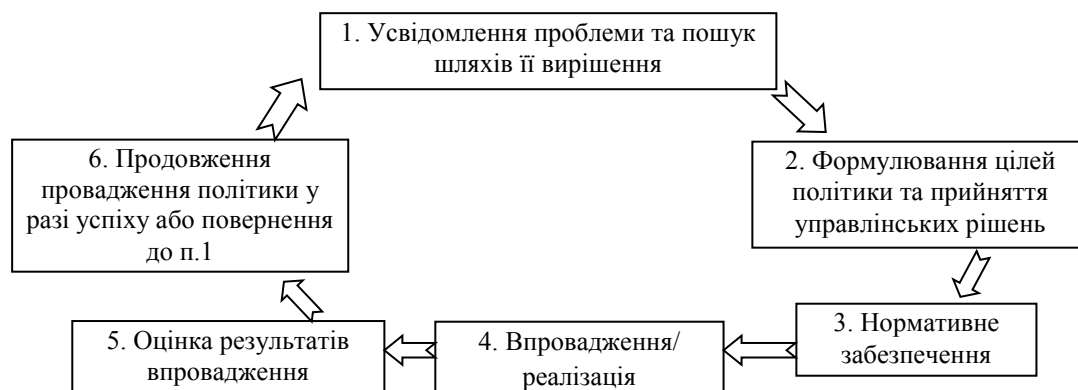 1. Усвідомлення проблеми та пошук
шляхів її вирішення
2. Формулювання цілей
політики та прийняття
управлінських рішень
3. Нормативне
забезпечення
4. Впровадження/
реалізація
5. Оцінка результатів
впровадження
6. Продовження
провадження політики у
разі успіху або повернення
до п.1